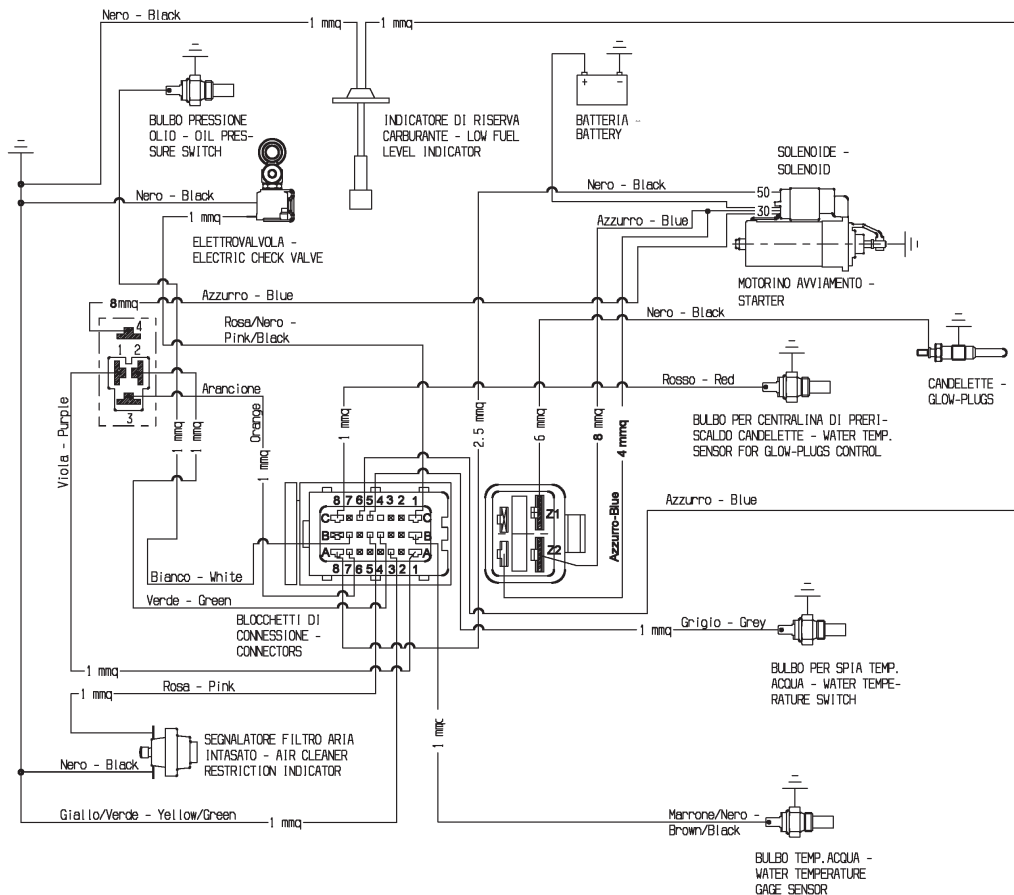 Nero - Black
1 mmq
1 mmq
BULBO PRESSIONE
OLIO - OIL PRES-
SURE SWITCH
INDICATORE DI RISERVA
CARBURANTE - LOW FUEL
LEVEL INDICATOR
+ -
BATTERIA -
BATTERY
SOLENOIDE -
SOLENOID
Nero - Black
50
30
Nero - Black
1 mmq
Azzurro - Blue
ELETTROVALVOLA -
ELECTRIC CHECK VALVE
MOTORINO AVVIAMENTO -
STARTER
8 mmq
Azzurro - Blue
Rosa/Nero -
Pink/Black
Nero - Black
4
1 2
3
Arancione
Orange
1 mmq
Viola - Purple
1 mmq
1 mmq
1 mmq
2.5 mmq
6 mmq
8 mmq
4 mmq
Azzurro-Blue
Rosso - Red
CANDELETTE -
GLOW-PLUGS
BULBO PER CENTRALINA DI PRERI-
SCALDO CANDELETTE - WATER TEMP.
SENSOR FOR GLOW-PLUGS CONTROL
Azzurro - Blue
8 7 6 5 4 3 2 1
C C
B B
A A
8 7 6 5 4 3 2 1
Z1
Z2
Bianco - White
Verde - Green
BLOCCHETTI DI
CONNESSIONE -
CONNECTORS
1 mmq
Grigio - Grey
1 mmq
Rosa - Pink
1 mmq
BULBO PER SPIA TEMP.
ACQUA - WATER TEMPE-
RATURE SWITCH
SEGNALATORE FILTRO ARIA
INTASATO - AIR CLEANER
RESTRICTION INDICATOR
Nero - Black
1 mmq
Giallo/Verde - Yellow/Green
1 mmq
Marrone/Nero -
Brown/Black
BULBO TEMP.ACQUA -
WATER TEMPERATURE
GAGE SENSOR